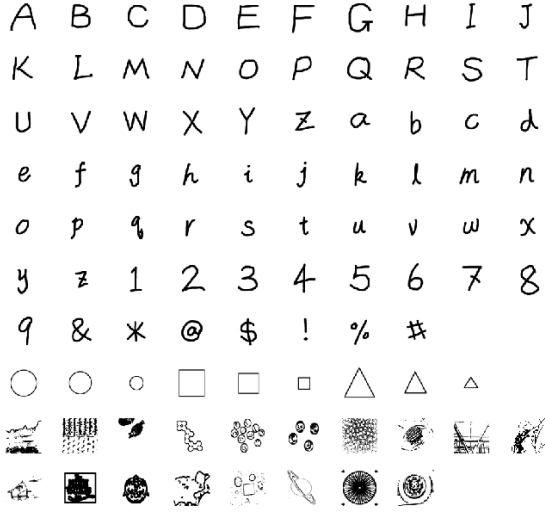 A B C D E F G H I J
K L M N O P Q R S T
U V W X Y Z a b c d
e f g h i j k l m n
o p q r s t u v w x
y z 1 2 3 4 5 6 7 8
9 & * @ $ ! % #